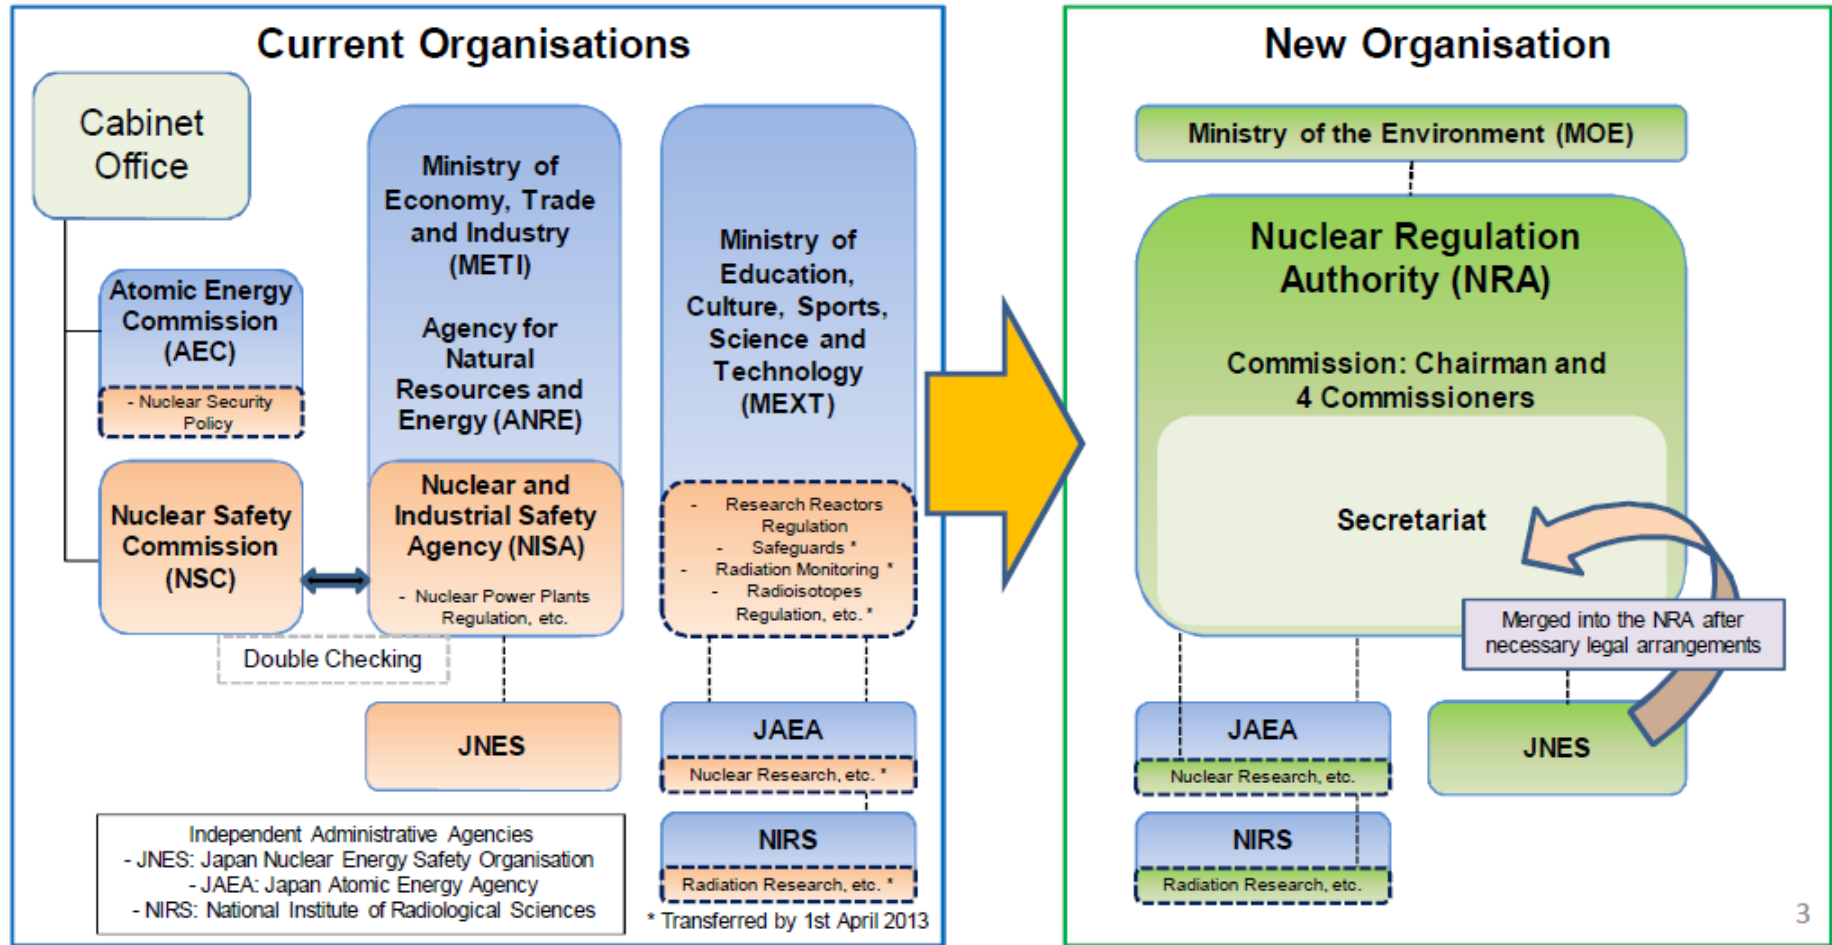 Current Organisations
Cabinet
Office
Atomic Energy
Commission
(AEC)
- Nuclear Security
Policy
Nuclear Safety
Commission
(NSC)
Ministry of
Economy, Trade
and Industry
(METI)
Agency for
Natural
Resources and
Energy (ANRE)
Nuclear and
Industrial Safety
Agency (NISA)
- Nuclear Power Plants
Regulation, etc.
Double Checking
JNES
Ministry of
Education,
Culture, Sports,
Science and
Technology
(MEXT)
- Research Reactors
Regulation
- Safeguards *
- Radiation Monitoring *
- Radioisotopes
Regulation, etc. *
JAEA
Nuclear Research, etc. *
NIRS
Radiation Research, etc. *
Independent Administrative Agencies
- JNES: Japan Nuclear Energy Safety Organisation
- JAEA: Japan Atomic Energy Agency
- NIRS: National Institute of Radiological Sciences
* Transferred by 1st April 2013
New Organisation
Ministry of the Environment (MOE)
Nuclear Regulation
Authority (NRA)
Commission: Chairman and
4 Commissioners
Secretariat
Merged into the NRA after
necessary legal arrangements
JAEA
Nuclear Research, etc.
NIRS
Radiation Research, etc.
JNES
3